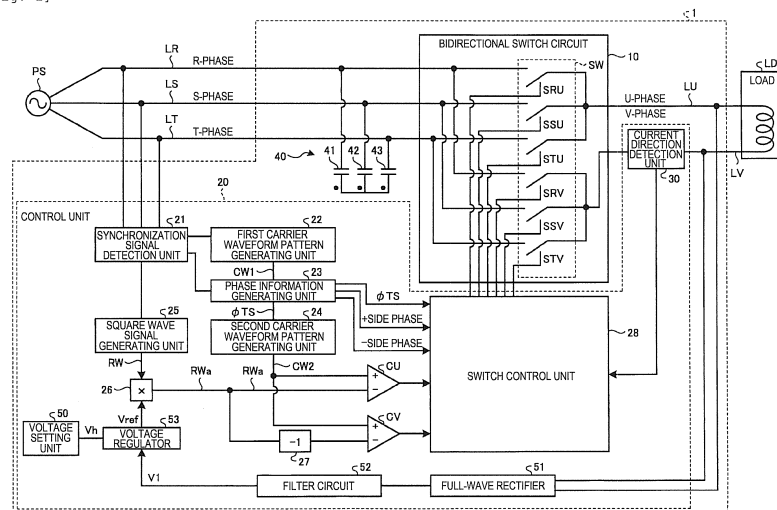 1
BIDIRECTIONAL SWITCH CIRCUIT
10
SW
LD
LOAD
PS
LR
R-PHASE
LS
S-PHASE
LT
T-PHASE
SRU
SSU
STU
SRV
SSV
STV
U-PHASE
V-PHASE
LU
LV
CURRENT
DIRECTION
DETECTION
UNIT
30
40
41
42
43
20
CONTROL UNIT
21
SYNCHRONIZATION
SIGNAL
DETECTION UNIT
22
FIRST CARRIER
WAVEFORM PATTERN
GENERATING UNIT
CW1
23
PHASE INFORMATION
GENERATING UNIT
φTS
+SIDE PHASE
−SIDE PHASE
φTS
24
SECOND CARRIER
WAVEFORM PATTERN
GENERATING UNIT
CW2
25
SQUARE WAVE
SIGNAL
GENERATING UNIT
RW
26
×
RWa
RWa
+
−
CU
+
−
CV
−1
27
28
SWITCH CONTROL UNIT
50
VOLTAGE
SETTING
UNIT
Vh
Vref
53
VOLTAGE
REGULATOR
V1
52
FILTER CIRCUIT
51
FULL-WAVE RECTIFIER